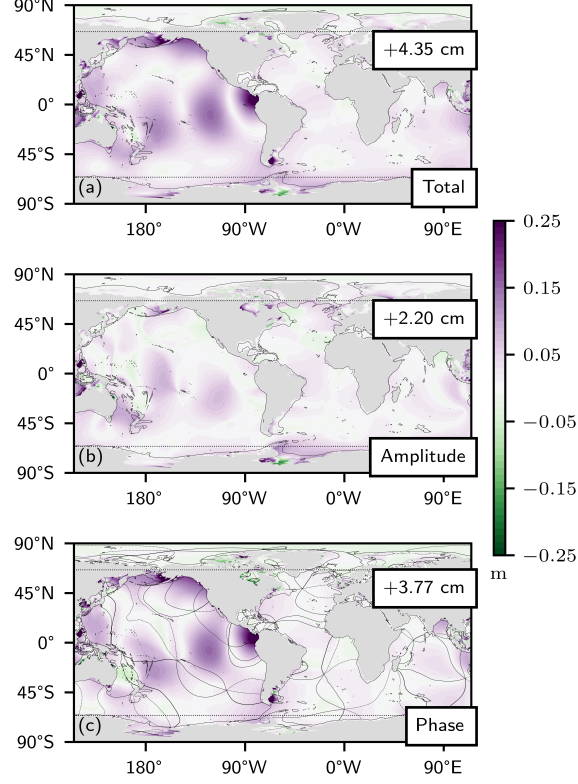 90°N
45°N
0°
45°S
90°S
+4.35 cm
(a)
Total
180°
90°W
0°W
90°E
90°N
45°N
0°
45°S
90°S
+2.20 cm
(b)
Amplitude
180°
90°W
0°W
90°E
90°N
45°N
0°
45°S
90°S
+3.77 cm
(c)
Phase
180°
90°W
0°W
90°E
0.25
0.15
0.05
−0.05
−0.15
−0.25
m